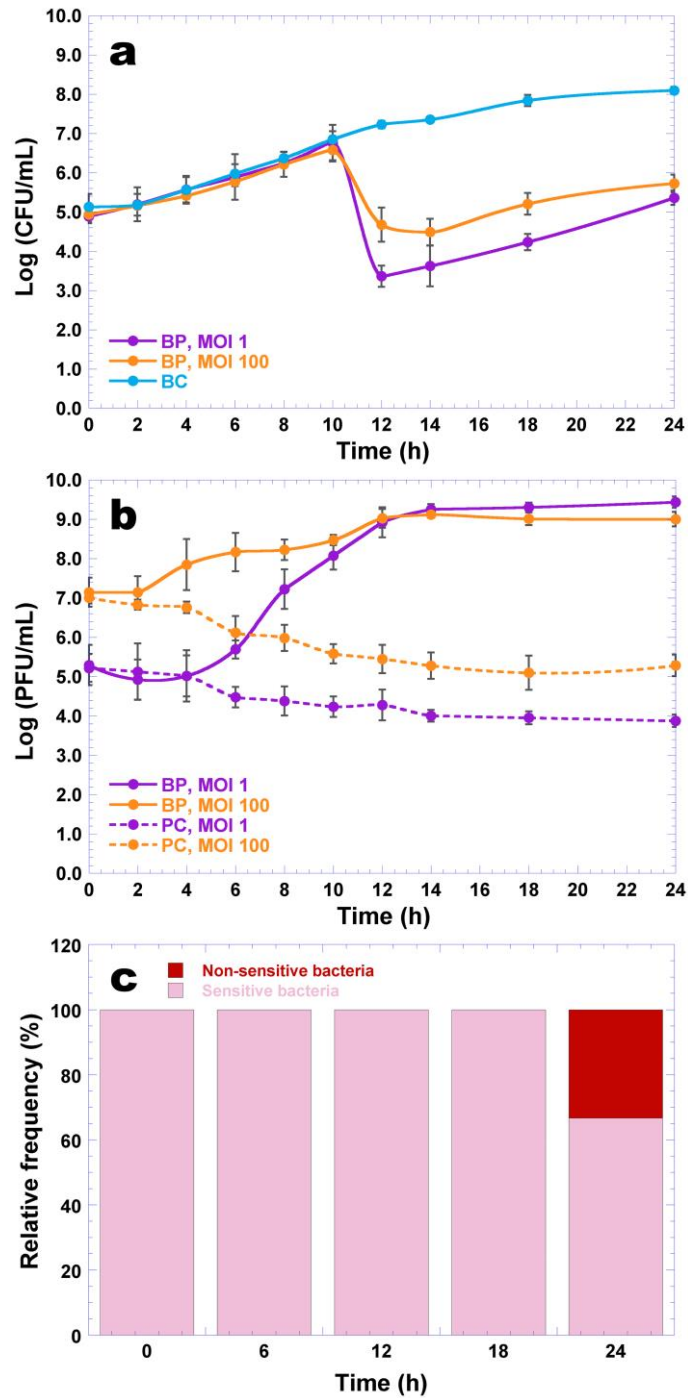 a
10.0
9.0
8.0
7.0
6.0
5.0
4.0
3.0
2.0
1.0
0.0
Log (CFU/mL)
BP, MOI 1
BP, MOI 100
BC
0 2 4 6 8 10 12 14 16 18 20 22 24
Time (h)
b
10.0
9.0
8.0
7.0
6.0
5.0
4.0
3.0
2.0
1.0
0.0
Log (PFU/mL)
BP, MOI 1
BP, MOI 100
PC, MOI 1
PC, MOI 100
0 2 4 6 8 10 12 14 16 18 20 22 24
Time (h)
c
Non-sensitive bacteria
Sensitive bacteria
120
100
80
60
40
20
0
Relative frequency (%)
0 6 12 18 24
Time (h)